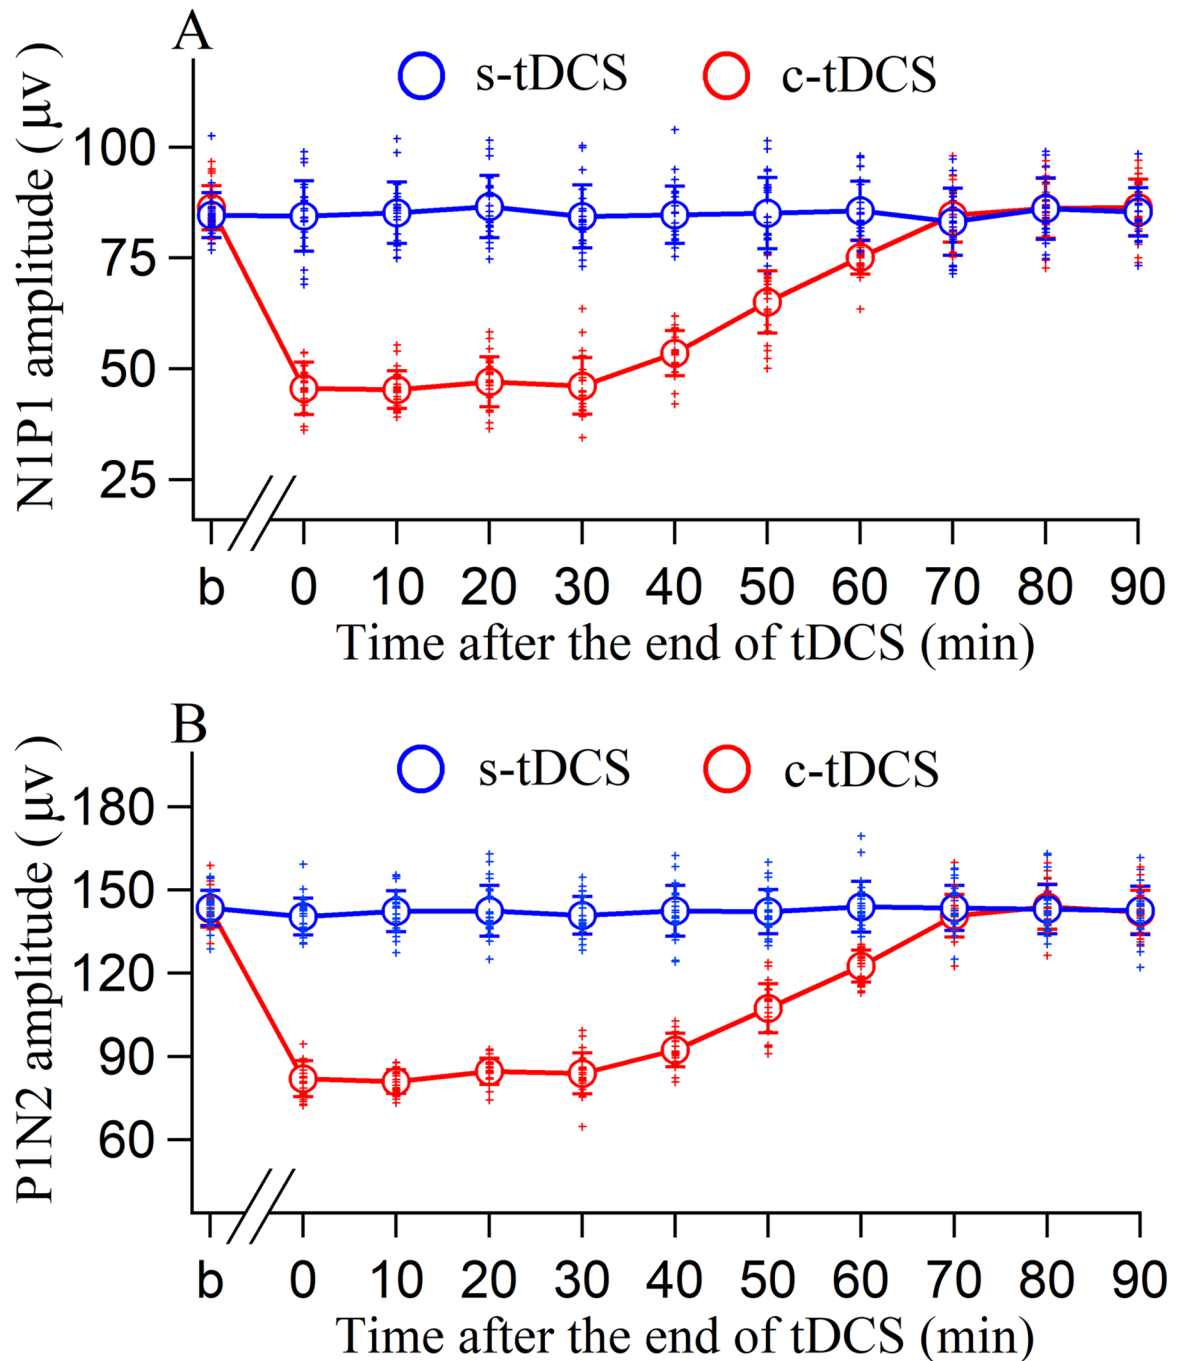 A
s-tDCS c-tDCS
N1P1 amplitude (μv)
100
75
50
25
b 0 10 20 30 40 50 60 70 80 90
Time after the end of tDCS (min)
B
s-tDCS c-tDCS
P1N2 amplitude (μv)
180
150
120
90
60
b 0 10 20 30 40 50 60 70 80 90
Time after the end of tDCS (min)